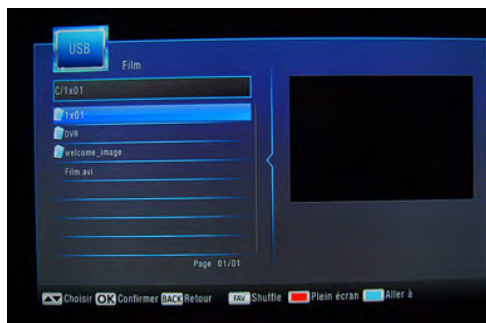 USB
Film
C/1x01
1x01
DVR
welcome_image
Film.avi
Page 01/01
Choisir OK Confirmer BACK Retour FAV Shuffle Plein écran Aller à